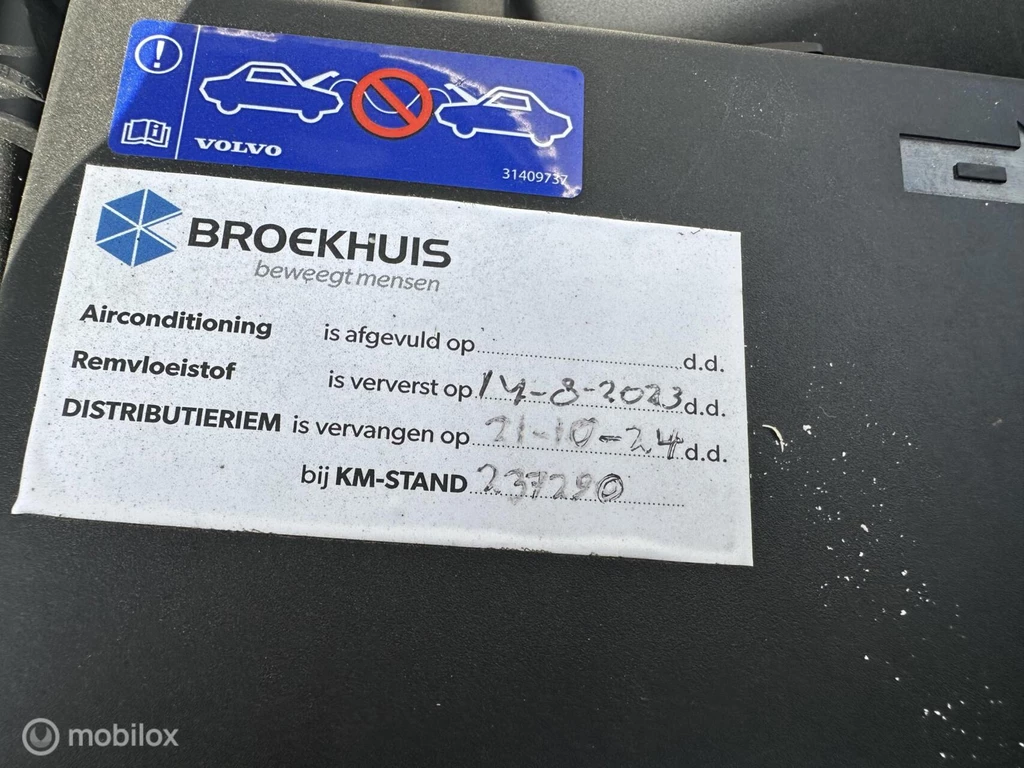 VOLVO
31409737
BROEKHUIS
beweegt mensen
Airconditioning is afgevuld op....................d.d.
Remvloeistof is ververst op 14-8-2023 d.d.
DISTRIBUTIERIEM is vervangen op 21-10-24 d.d.
bij KM-STAND 237290
mobilox